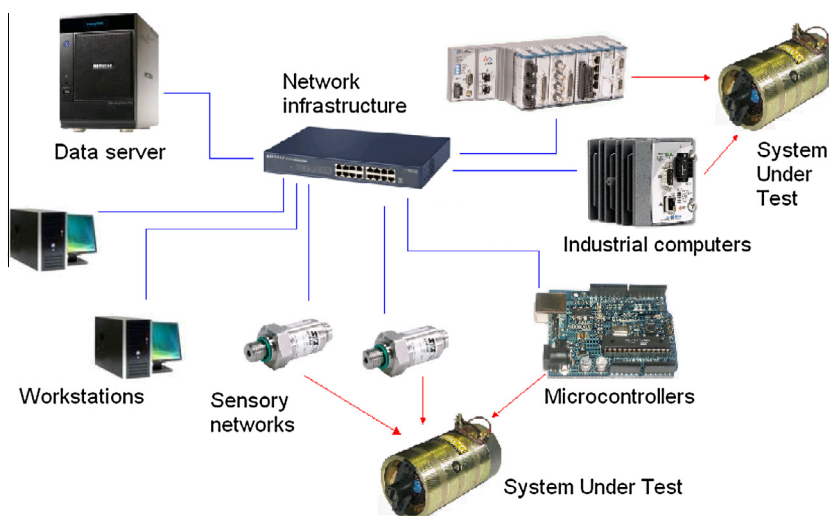 Network
infrastructure
Data server
System
Under
Test
Industrial computers
Workstations
Sensory
networks
Microcontrollers
System Under Test